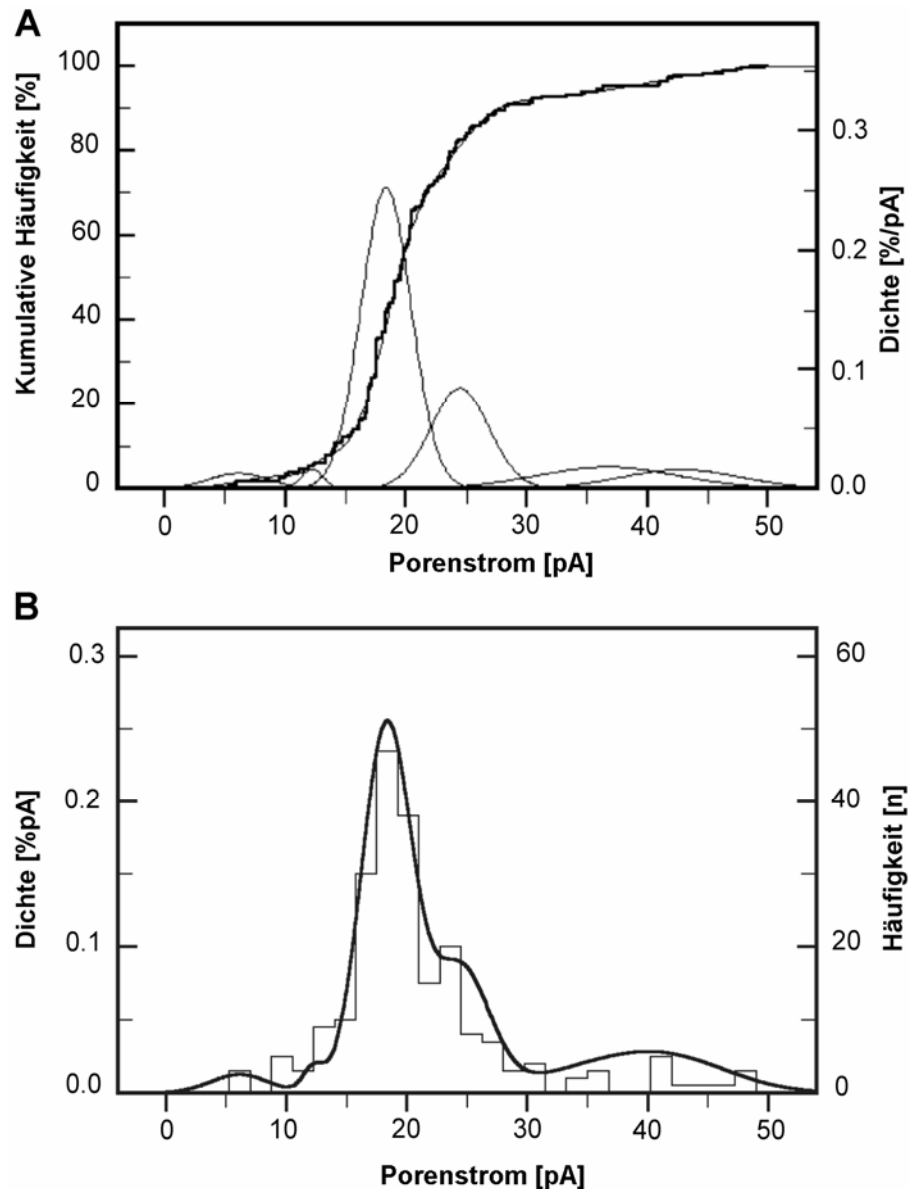 A
Kumulative Häufigkeit [%]
100
80
60
40
20
0
0.3
0.2
0.1
0.0
Dichte [%/pA]
0 10 20 30 40 50
Porenstrom [pA]
B
Dichte [%pA]
0.3
0.2
0.1
0.0
60
40
20
0
Häufigkeit [n]
0 10 20 30 40 50
Porenstrom [pA]